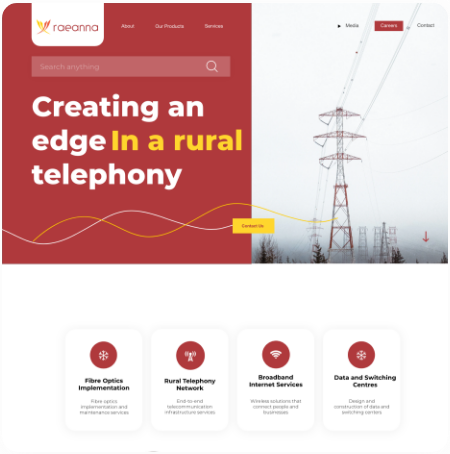 raeanna
About Our Products Services
Media Careers Contact
Search anything
Creating an
edge In a rural
telephony
Contact Us
Fibre Optics
Implementation
Fibre optics
implementation and
maintenance services
Rural Telephony
Network
End to end
telecommunication
infrastructure services
Broadband
Internet Services
Wireless solutions that
connect people and
businesses
Data and Switching
Centres
Design and
construction of data and
switching centers